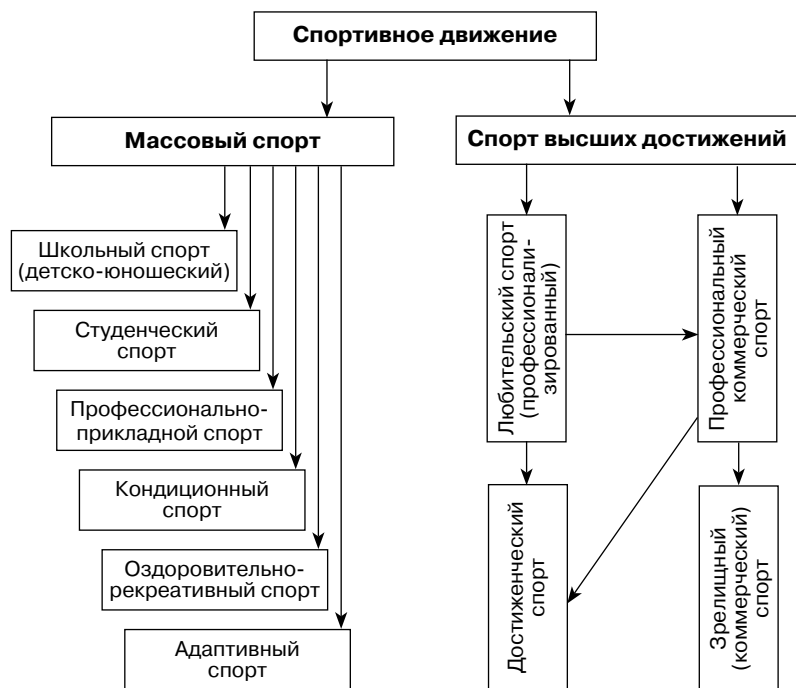 Спортивное движение
Массовый спорт
Спорт высших достижений
Школьный спорт
(детско-юношеский)
Студенческий
спорт
Профессионально-
прикладной спорт
Кондиционный
спорт
Оздоровительно-
рекреативный спорт
Адаптивный
спорт
Любительский спорт
(профессионали-
зированный)
Профессиональный
коммерческий
спорт
Достиженческий
спорт
Зрелищный
(коммерческий)
спорт